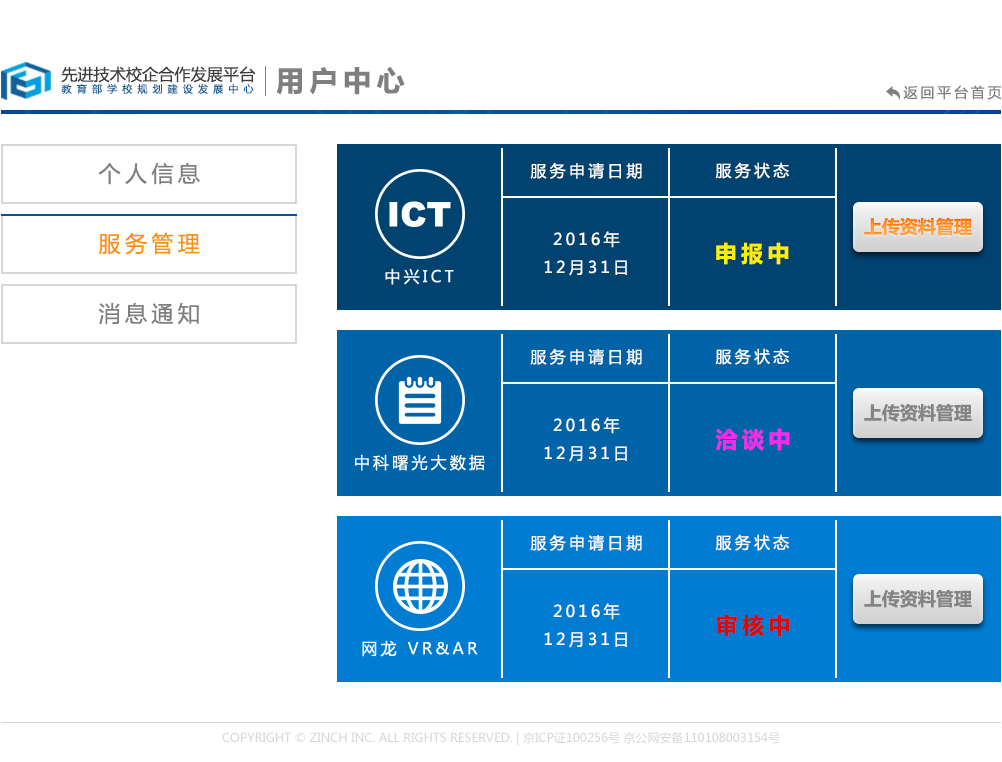 先进技术校企合作发展平台
教育部学校规划建设发展中心
用户中心
返回平台首页
个人信息
服务管理
消息通知
ICT
中兴ICT
服务申请日期
服务状态
2016年
12月31日
申报中
上传资料管理
中科曙光大数据
服务申请日期
服务状态
2016年
12月31日
洽谈中
上传资料管理
网龙 VR&AR
服务申请日期
服务状态
2016年
12月31日
审核中
上传资料管理
COPYRIGHT © ZINCH INC. ALL RIGHTS RESERVED. | 京ICP证100256号 京公网安备110108003154号